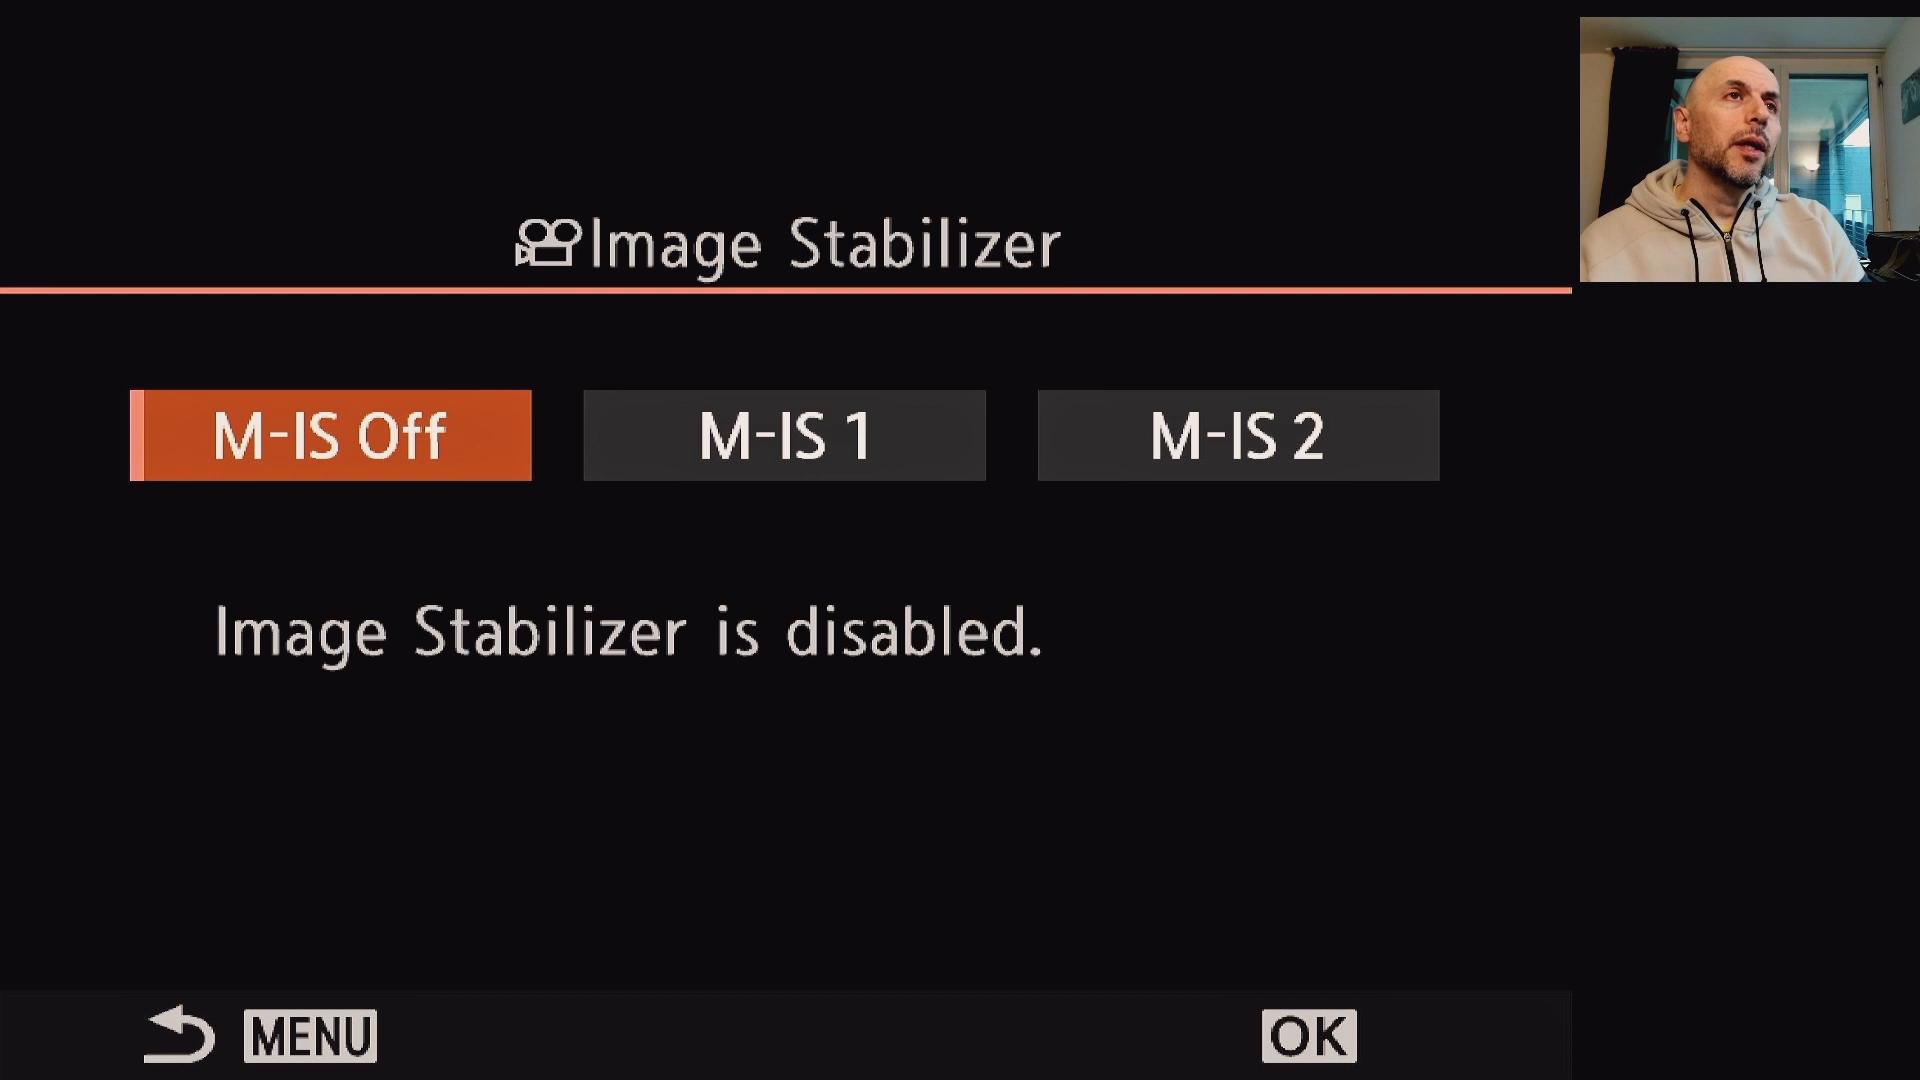 Image Stabilizer
M-IS Off M-IS 1 M-IS 2
Image Stabilizer is disabled.
MENU OK